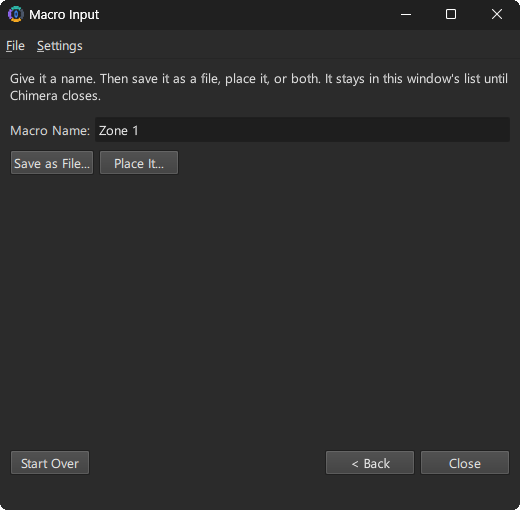 Macro Input
File Settings
Give it a name. Then save it as a file, place it, or both. It stays in this window's list until
Chimera closes.
Macro Name: Zone 1
Save as File... Place It...
Start Over < Back Close